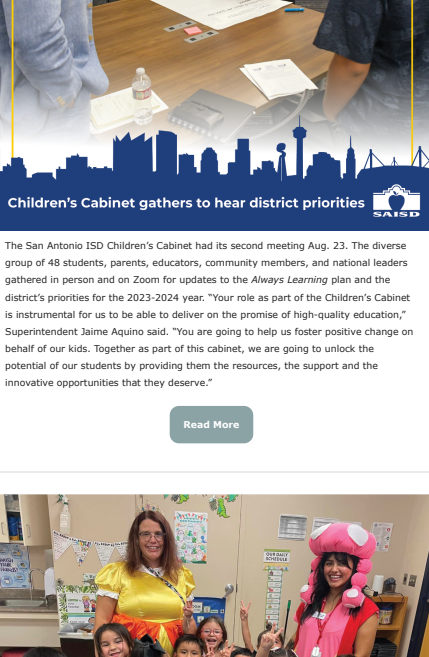 Children's Cabinet gathers to hear district priorities
SAISD
The San Antonio ISD Children's Cabinet had its second meeting Aug. 23. The diverse
group of 48 students, parents, educators, community members, and national leaders
gathered in person and on Zoom for updates to the Always Learning plan and the
district's priorities for the 2023-2024 year. “Your role as part of the Children's Cabinet
is instrumental for us to be able to deliver on the promise of high-quality education,”
Superintendent Jaime Aquino said. “You are going to help us foster positive change on
behalf of our kids. Together as part of this cabinet, we are going to unlock the
potential of our students by providing them the resources, the support and the
innovative opportunities that they deserve.”
Read More
OUR DAILY
SCHEDULE